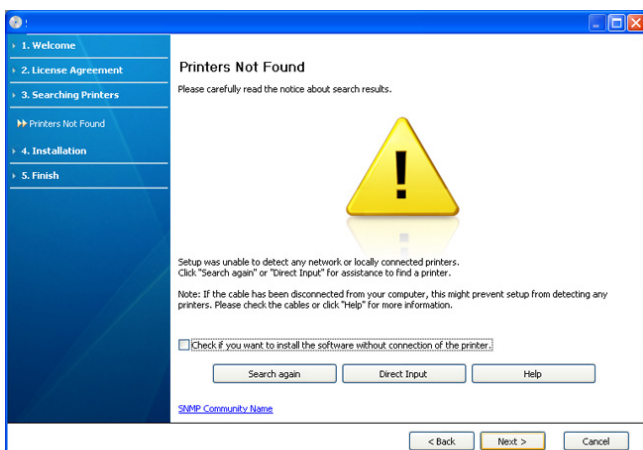 1. Welcome
2. License Agreement
3. Searching Printers
Printers Not Found
4. Installation
5. Finish
Printers Not Found
Please carefully read the notice about search results.
Setup was unable to detect any network or locally connected printers.
Click "Search again" or "Direct Input" for assistance to find a printer.
Note: If the cable has been disconnected from your computer, this might prevent setup from detecting any
printers. Please check the cables or click "Help" for more information.
Check if you want to install the software without connection of the printer.
Search again Direct Input Help
SNMP Community Name
< Back Next > Cancel